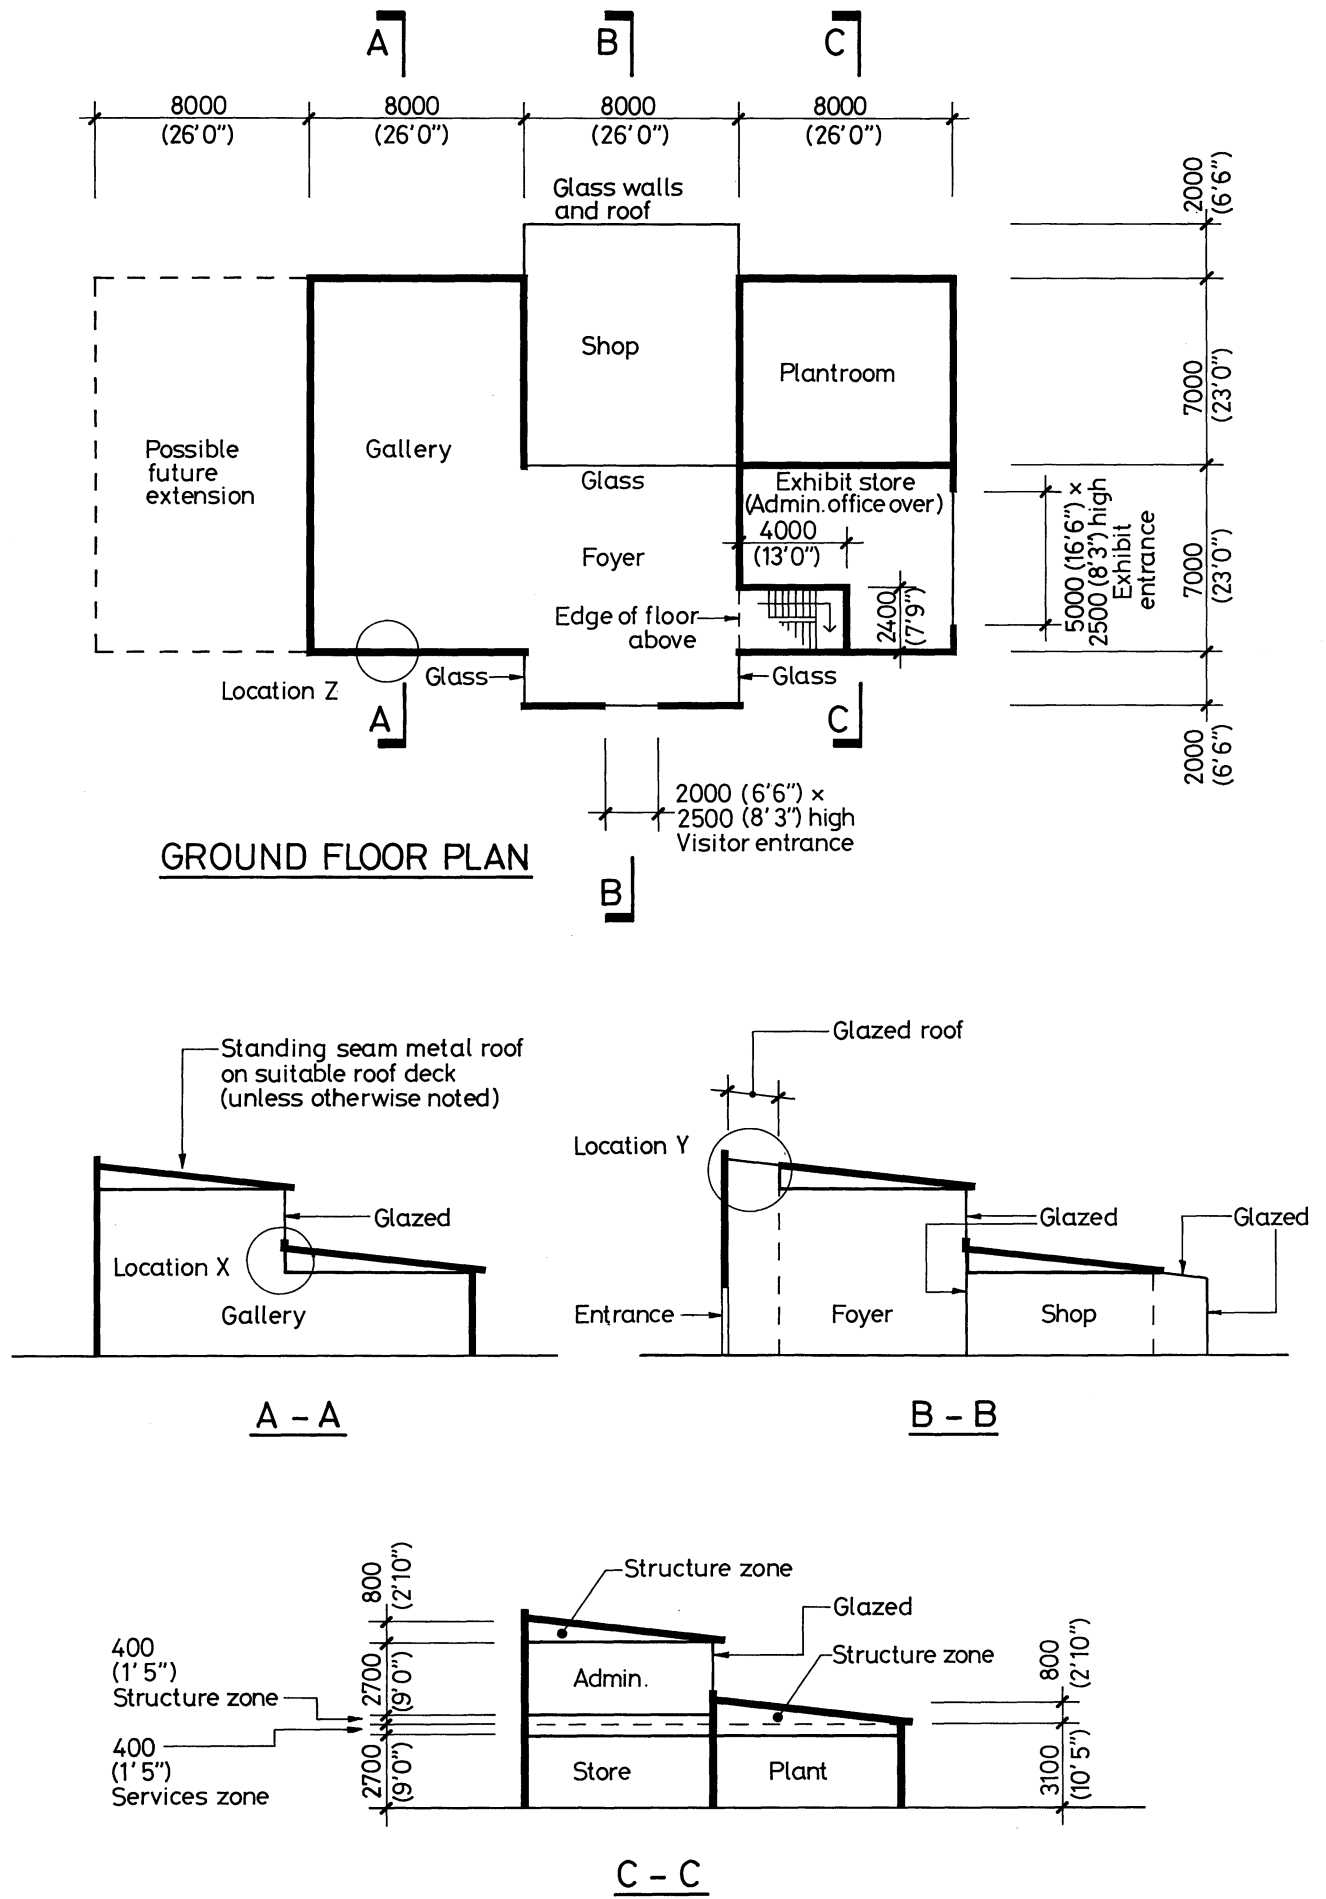 A
B
C
8000
(26'0")
8000
(26'0")
8000
(26'0")
8000
(26'0")
Glass walls
and roof
2000
(6'6")
Shop
Plantroom
7000
(23'0")
Possible
future
extension
Gallery
Glass
Exhibit store
(Admin. office over)
4000
(13'0")
Foyer
Edge of floor
above
2400
(7'9")
5000 (16'6") ×
2500 (8'3") high
Exhibit
entrance
7000
(23'0")
Location Z
Glass
Glass
A
C
2000
(6'6")
2000 (6'6") ×
2500 (8'3") high
Visitor entrance
GROUND FLOOR PLAN
B
Standing seam metal roof
on suitable roof deck
(unless otherwise noted)
Glazed
Location X
Gallery
A – A
Glazed roof
Location Y
Glazed
Glazed
Entrance
Foyer
Shop
B – B
800
(2'10")
Structure zone
Glazed
Structure zone
400
(1'5")
Structure zone
2700
(9'0")
Admin.
800
(2'10")
400
(1'5")
Services zone
2700
(9'0")
Store
Plant
3100
(10'5")
C – C